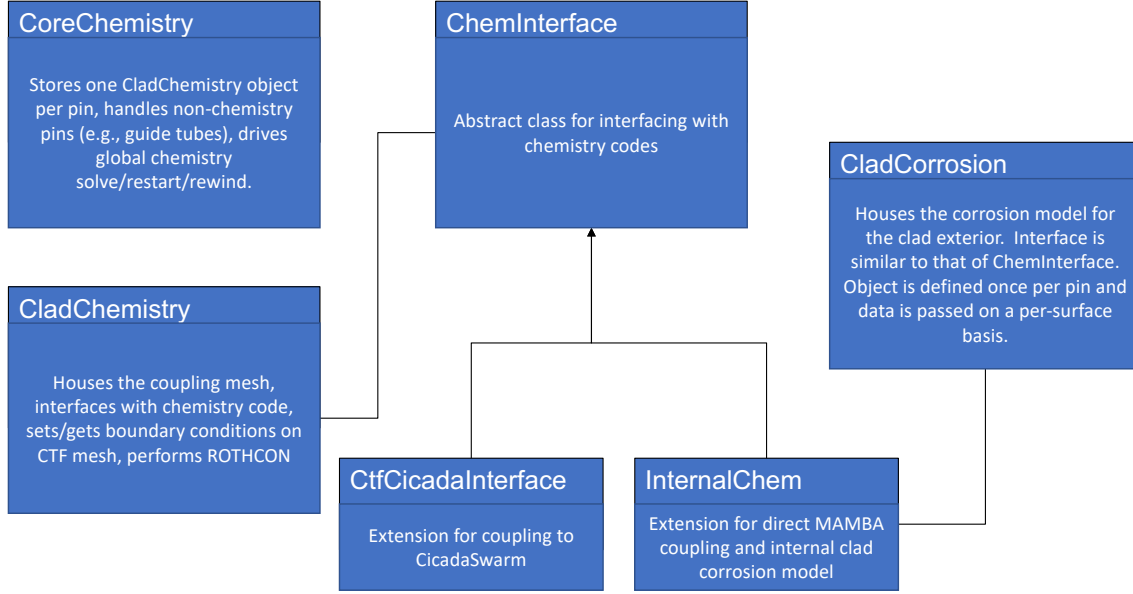 CoreChemistry
Stores one CladChemistry object
per pin, handles non-chemistry
pins (e.g., guide tubes), drives
global chemistry
solve/restart/rewind.
ChemInterface
Abstract class for interfacing with
chemistry codes
CladCorrosion
Houses the corrosion model for
the clad exterior.  Interface is
similar to that of ChemInterface.
Object is defined once per pin and
data is passed on a per-surface
basis.
CladChemistry
Houses the coupling mesh,
interfaces with chemistry code,
sets/gets boundary conditions on
CTF mesh, performs ROTHCON
CtfCicadaInterface
Extension for coupling to
CicadaSwarm
InternalChem
Extension for direct MAMBA
coupling and internal clad
corrosion model